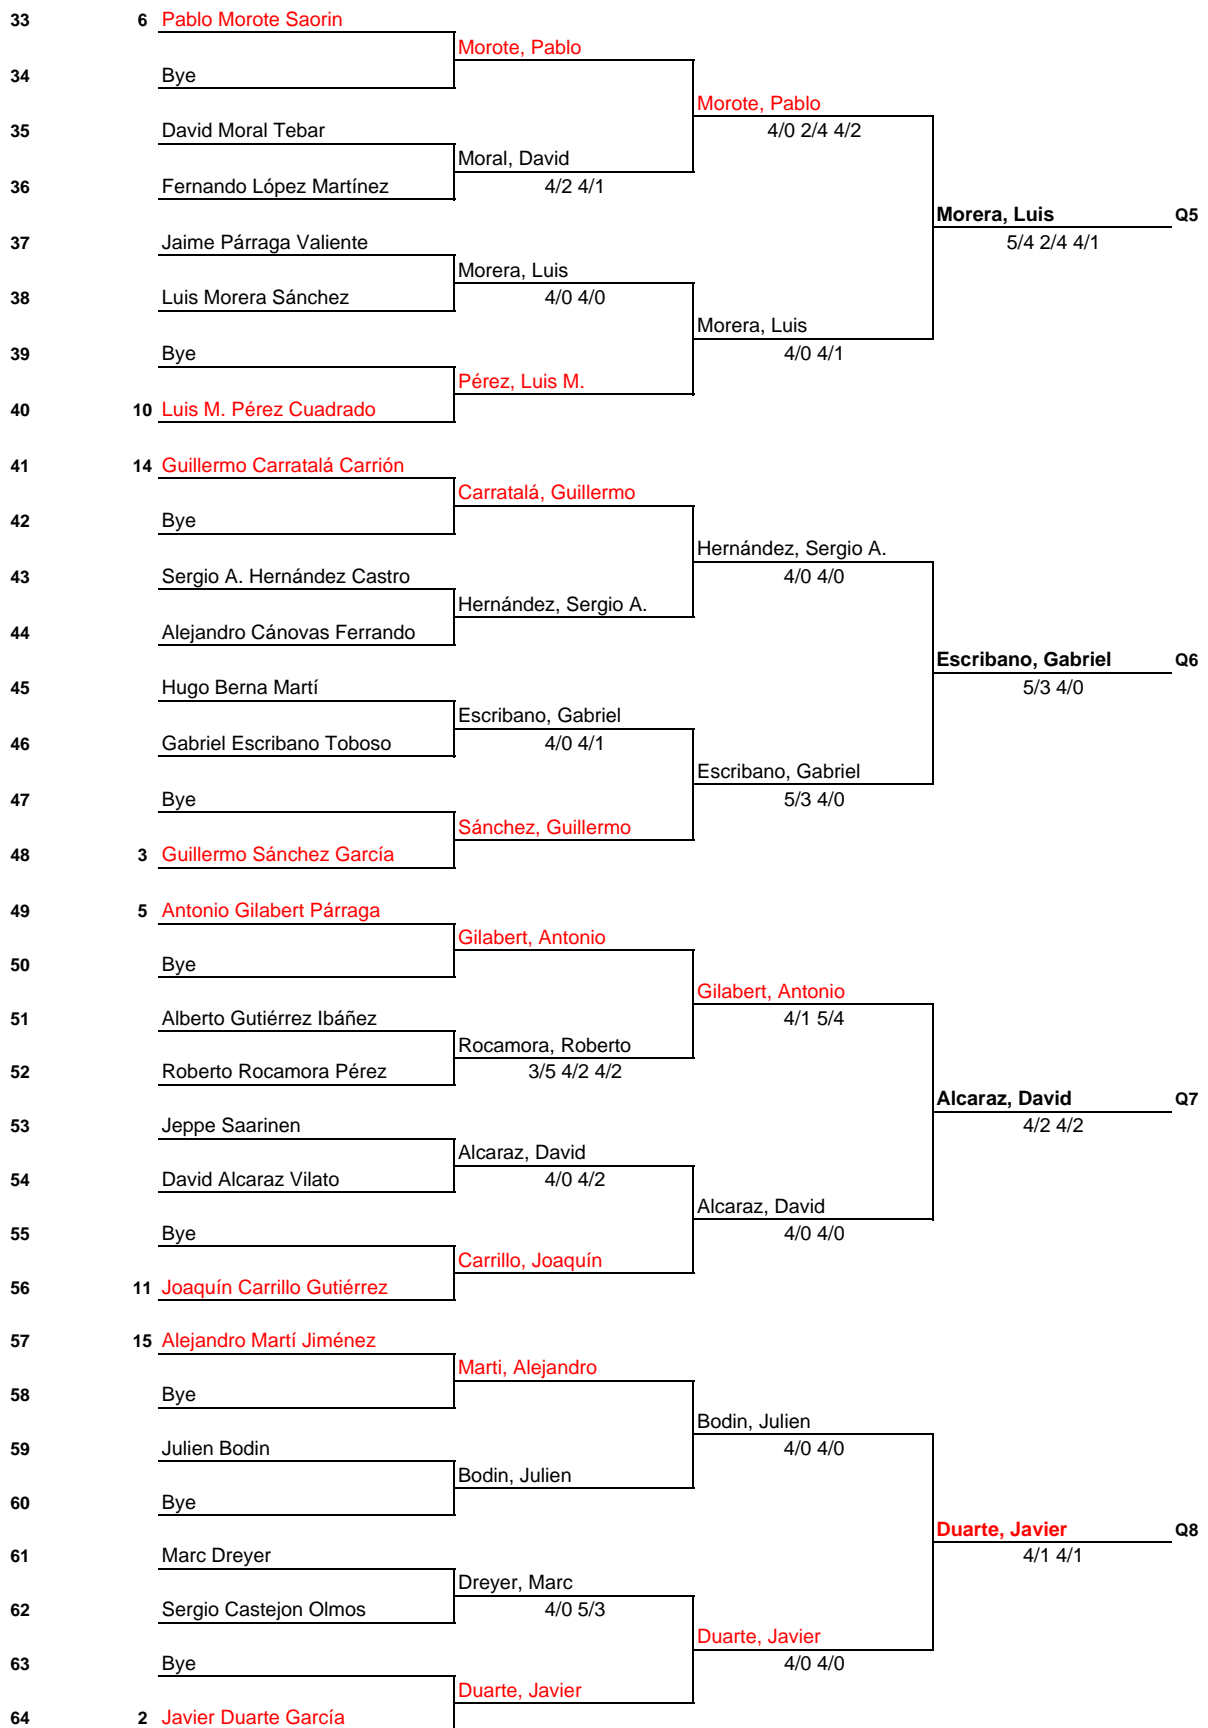 33 6 Pablo Morote Saorin
Morote, Pablo
34 Bye
Morote, Pablo
35 David Moral Tebar 4/0 2/4 4/2
Moral, David
36 Fernando López Martínez 4/2 4/1
Morera, Luis Q5
37 Jaime Párraga Valiente 5/4 2/4 4/1
Morera, Luis
38 Luis Morera Sánchez 4/0 4/0
Morera, Luis
39 Bye 4/0 4/1
Pérez, Luis M.
40 10 Luis M. Pérez Cuadrado
41 14 Guillermo Carratalá Carrión
Carratalá, Guillermo
42 Bye
Hernández, Sergio A.
43 Sergio A. Hernández Castro 4/0 4/0
Hernández, Sergio A.
44 Alejandro Cánovas Ferrando
Escribano, Gabriel Q6
45 Hugo Berna Martí 5/3 4/0
Escribano, Gabriel
46 Gabriel Escribano Toboso 4/0 4/1
Escribano, Gabriel
47 Bye 5/3 4/0
Sánchez, Guillermo
48 3 Guillermo Sánchez García
49 5 Antonio Gilabert Párraga
Gilabert, Antonio
50 Bye
Gilabert, Antonio
51 Alberto Gutiérrez Ibáñez 4/1 5/4
Rocamora, Roberto
52 Roberto Rocamora Pérez 3/5 4/2 4/2
Alcaraz, David Q7
53 Jeppe Saarinen 4/2 4/2
Alcaraz, David
54 David Alcaraz Vilato 4/0 4/2
Alcaraz, David
55 Bye 4/0 4/0
Carrillo, Joaquín
56 11 Joaquín Carrillo Gutiérrez
57 15 Alejandro Martí Jiménez
Marti, Alejandro
58 Bye
Bodin, Julien
59 Julien Bodin 4/0 4/0
Bodin, Julien
60 Bye
Duarte, Javier Q8
61 Marc Dreyer 4/1 4/1
Dreyer, Marc
62 Sergio Castejon Olmos 4/0 5/3
Duarte, Javier
63 Bye 4/0 4/0
Duarte, Javier
64 2 Javier Duarte García